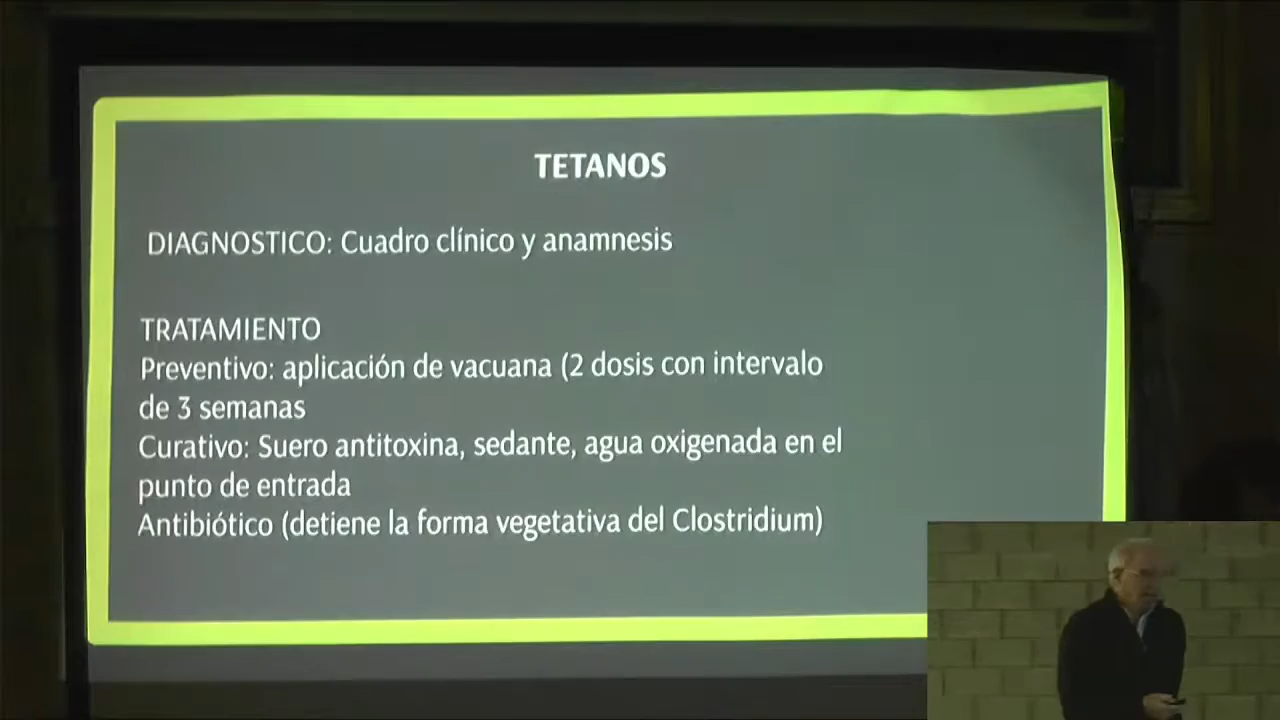 TETANOS
DIAGNOSTICO: Cuadro clínico y anamnesis
TRATAMIENTO
Preventivo: aplicación de vacuana (2 dosis con intervalo
de 3 semanas
Curativo: Suero antitoxina, sedante, agua oxigenada en el
punto de entrada
Antibiótico (detiene la forma vegetativa del Clostridium)